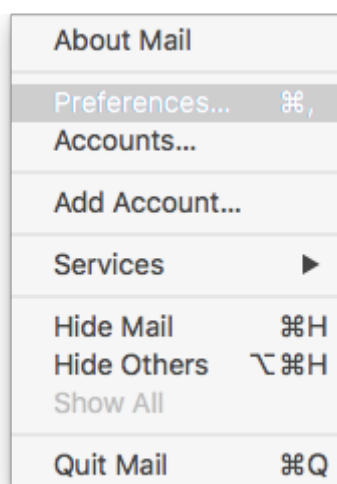 About Mail
Preferences... ⌘,
Accounts...
Add Account...
Services ▶
Hide Mail ⌘H
Hide Others ⌥⌘H
Show All
Quit Mail ⌘Q